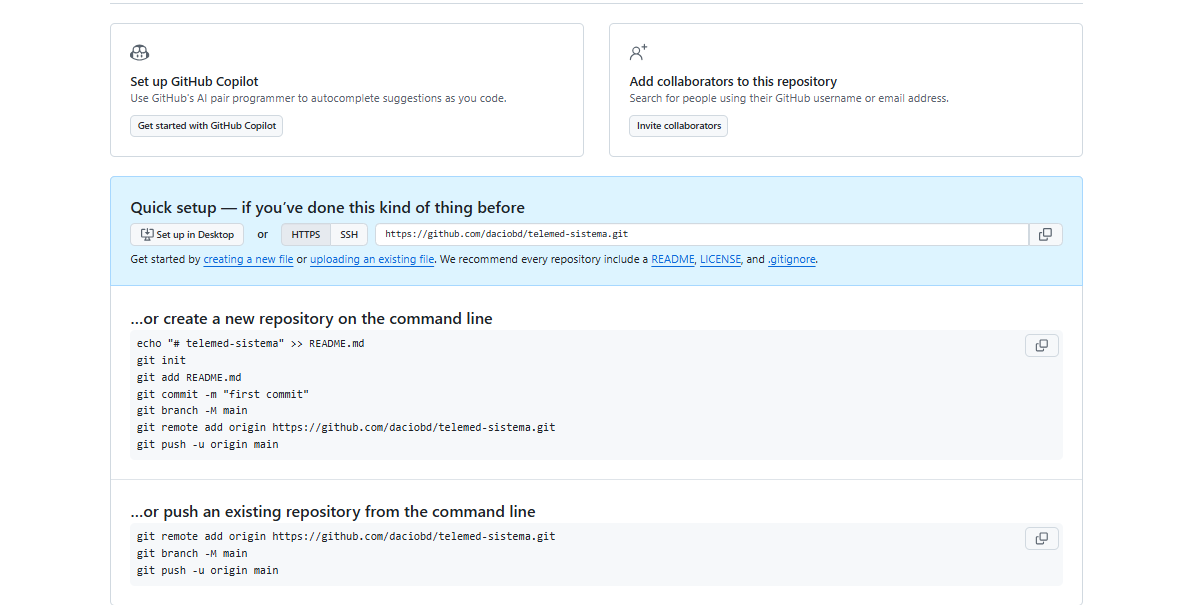 Set up GitHub Copilot
Use GitHub's AI pair programmer to autocomplete suggestions as you code.
Get started with GitHub Copilot
Add collaborators to this repository
Search for people using their GitHub username or email address.
Invite collaborators
Quick setup — if you’ve done this kind of thing before
Set up in Desktop or HTTPS SSH https://github.com/daciobd/telemed-sistema.git
Get started by creating a new file or uploading an existing file. We recommend every repository include a README, LICENSE, and .gitignore.
…or create a new repository on the command line
echo "# telemed-sistema" >> README.md
git init
git add README.md
git commit -m "first commit"
git branch -M main
git remote add origin https://github.com/daciobd/telemed-sistema.git
git push -u origin main
…or push an existing repository from the command line
git remote add origin https://github.com/daciobd/telemed-sistema.git
git branch -M main
git push -u origin main